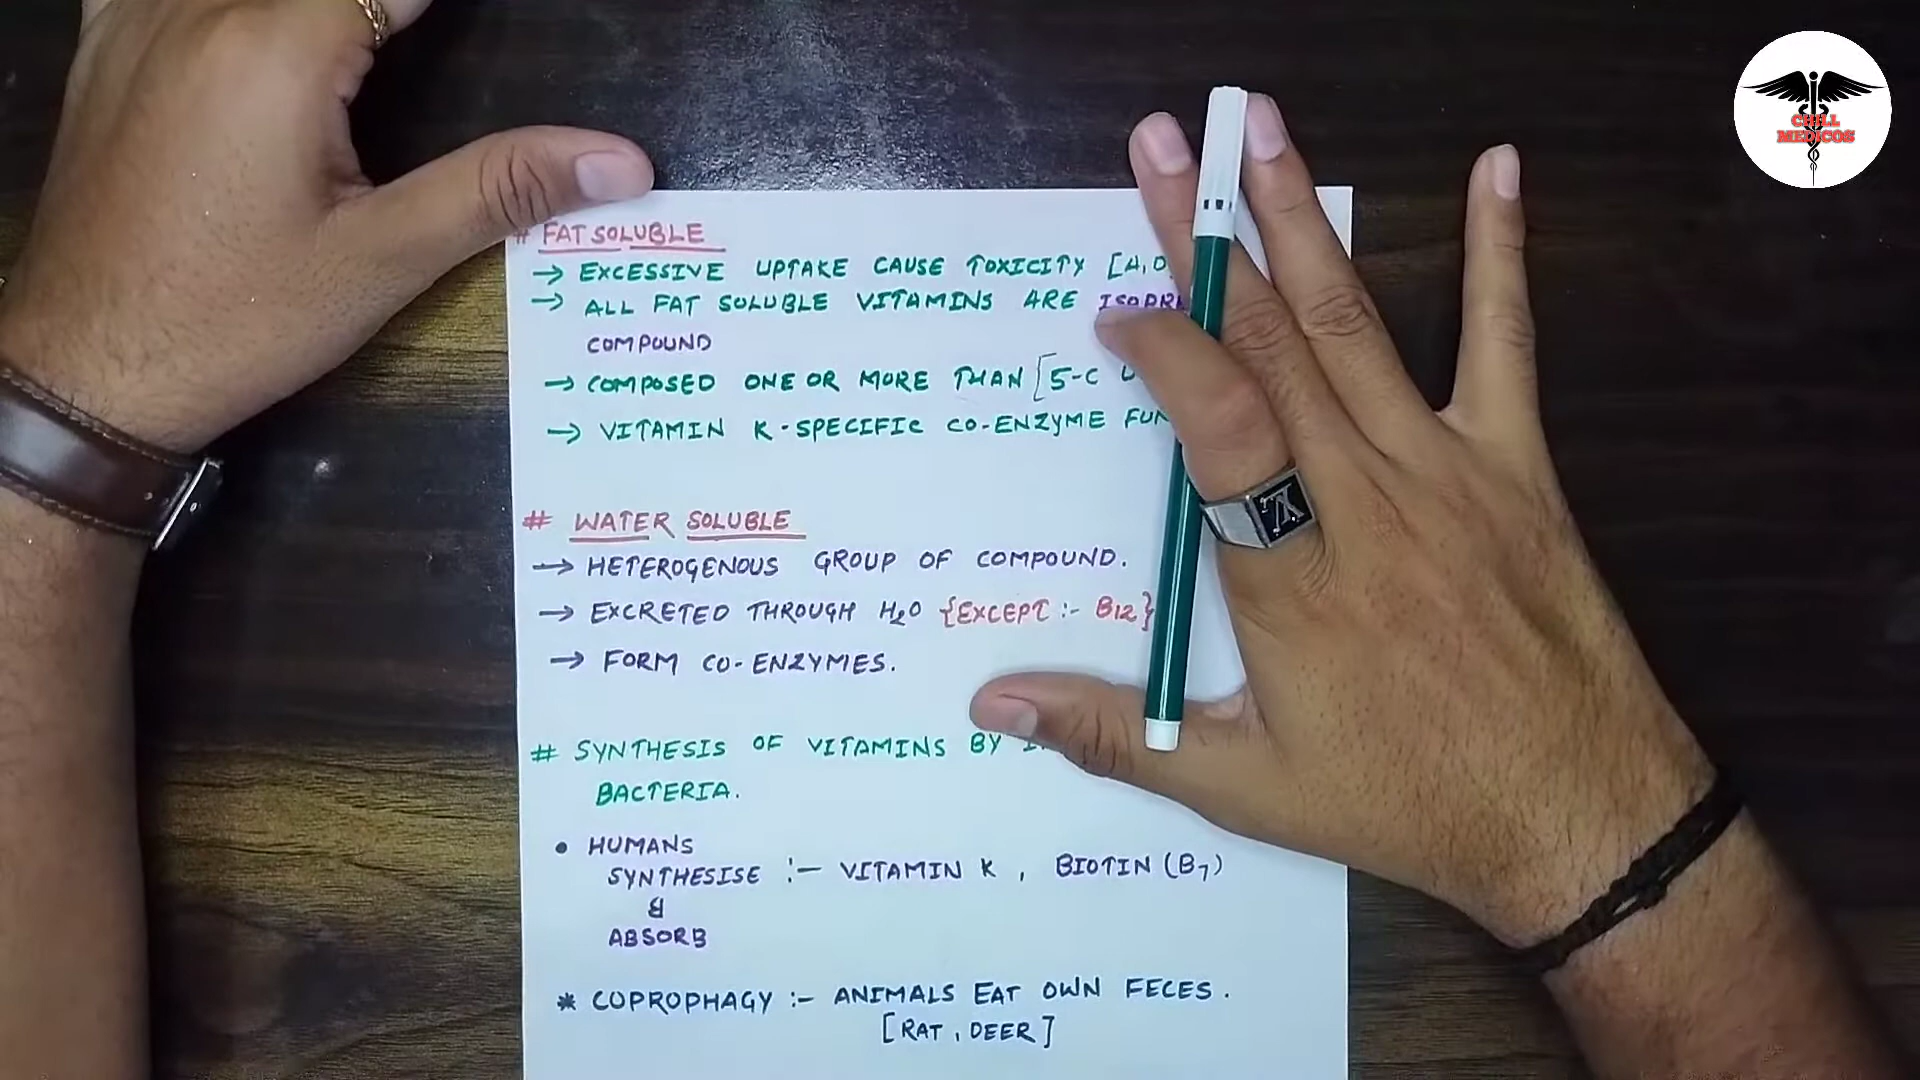 CHILL
MEDICOS
# FAT SOLUBLE
→ EXCESSIVE UPTAKE CAUSE TOXICITY [A, D
→ ALL FAT SOLUBLE VITAMINS ARE
COMPOUND
→ COMPOSED ONE OR MORE THAN [5-C
→ VITAMIN K-SPECIFIC CO-ENZYME
# WATER SOLUBLE
→ HETEROGENOUS GROUP OF COMPOUND.
→ EXCRETED THROUGH H2O {EXCEPT :- B12}
→ FORM CO-ENZYMES.
# SYNTHESIS OF VITAMINS BY
BACTERIA.
• HUMANS
SYNTHESISE :- VITAMIN K , BIOTIN (B7)
&
ABSORB
* COPROPHAGY :- ANIMALS EAT OWN FECES.
[RAT, DEER]